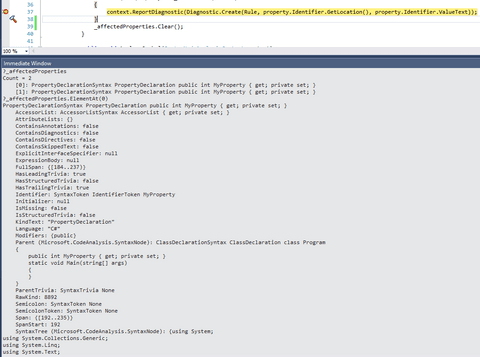 36 {
37 context.ReportDiagnostic(Diagnostic.Create(Rule, property.Identifier.GetLocation(), property.Identifier.ValueText));
38 }
39 _affectedProperties.Clear();
40 }
100 %
Immediate Window
?_affectedProperties
Count = 2
[0]: PropertyDeclarationSyntax PropertyDeclaration public int MyProperty { get; private set; }
[1]: PropertyDeclarationSyntax PropertyDeclaration public int MyProperty { get; private set; }
?_affectedProperties.ElementAt(0)
PropertyDeclarationSyntax PropertyDeclaration public int MyProperty { get; private set; }
AccessorList: AccessorListSyntax AccessorList { get; private set; }
AttributeLists: {}
ContainsAnnotations: false
ContainsDiagnostics: false
ContainsDirectives: false
ContainsSkippedText: false
ExplicitInterfaceSpecifier: null
ExpressionBody: null
FullSpan: {[184..237)}
HasLeadingTrivia: true
HasStructuredTrivia: false
HasTrailingTrivia: true
Identifier: SyntaxToken IdentifierToken MyProperty
Initializer: null
IsMissing: false
IsStructuredTrivia: false
KindText: "PropertyDeclaration"
Language: "C#"
Modifiers: {public}
Parent (Microsoft.CodeAnalysis.SyntaxNode): ClassDeclarationSyntax ClassDeclaration class Program
{
public int MyProperty { get; private set; }
static void Main(string[] args)
{
}
}
ParentTrivia: SyntaxTrivia None
RawKind: 8892
Semicolon: SyntaxToken None
SemicolonToken: SyntaxToken None
Span: {[192..235)}
SpanStart: 192
SyntaxTree (Microsoft.CodeAnalysis.SyntaxNode): {using System;
using System.Collections.Generic;
using System.Linq;
using System.Text;